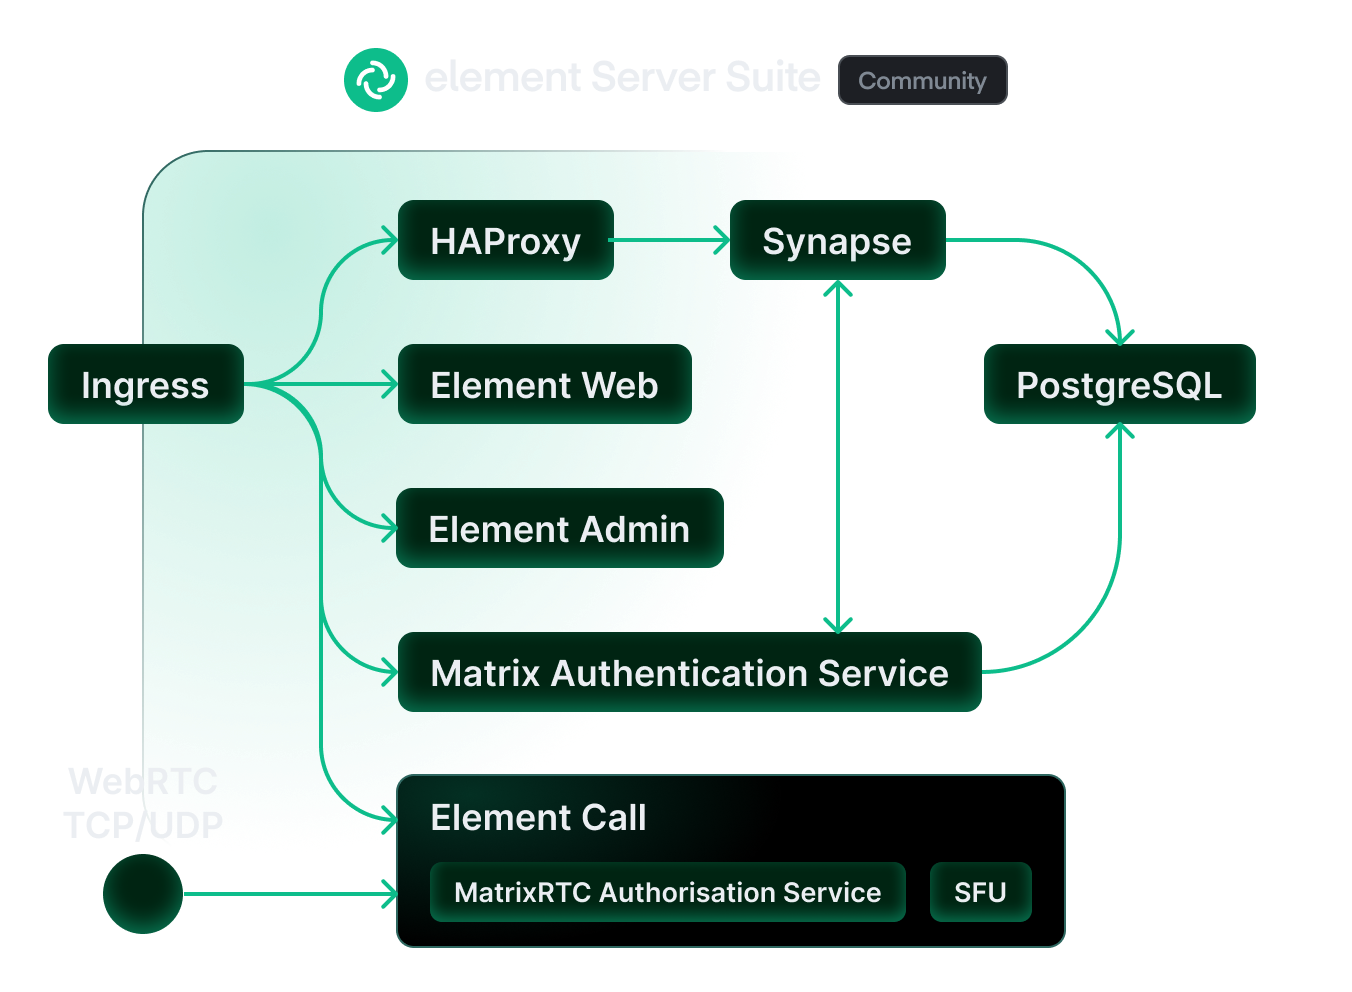 element Server Suite
Community
HAProxy
Synapse
Ingress
Element Web
PostgreSQL
Element Admin
Matrix Authentication Service
WebRTC
TCP/UDP
Element Call
MatrixRTC Authorisation Service
SFU